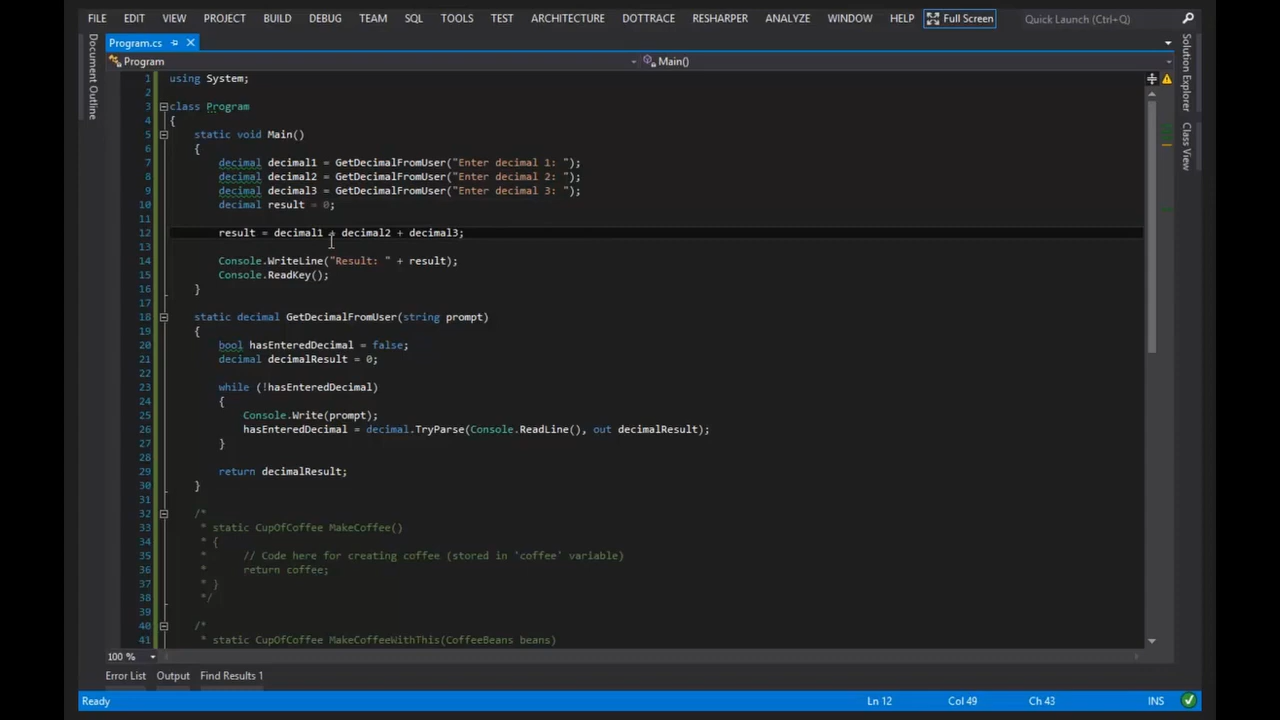 FILE EDIT VIEW PROJECT BUILD DEBUG TEAM SQL TOOLS TEST ARCHITECTURE DOTTRACE RESHARPER ANALYZE WINDOW HELP Full Screen Quick Launch (Ctrl+Q)
Document Outline
Program.cs
Program Main()
Solution Explorer
Class View
1 using System;
2
3 class Program
4 {
5 static void Main()
6 {
7 decimal decimal1 = GetDecimalFromUser("Enter decimal 1: ");
8 decimal decimal2 = GetDecimalFromUser("Enter decimal 2: ");
9 decimal decimal3 = GetDecimalFromUser("Enter decimal 3: ");
10 decimal result = 0;
11
12 result = decimal1 + decimal2 + decimal3;
13
14 Console.WriteLine("Result: " + result);
15 Console.ReadKey();
16 }
17
18 static decimal GetDecimalFromUser(string prompt)
19 {
20 bool hasEnteredDecimal = false;
21 decimal decimalResult = 0;
22
23 while (!hasEnteredDecimal)
24 {
25 Console.Write(prompt);
26 hasEnteredDecimal = decimal.TryParse(Console.ReadLine(), out decimalResult);
27 }
28
29 return decimalResult;
30 }
31
32 /*
33 * static CupOfCoffee MakeCoffee()
34 * {
35 * // Code here for creating coffee (stored in 'coffee' variable)
36 * return coffee;
37 * }
38 */
39
40 /*
41 * static CupOfCoffee MakeCoffeeWithThis(CoffeeBeans beans)
100 %
Error List Output Find Results 1
Ready Ln 12 Col 49 Ch 43 INS